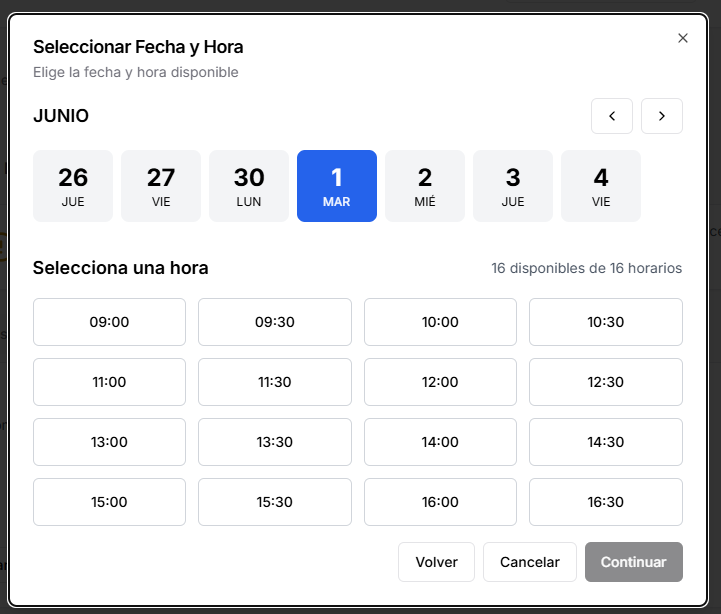 Seleccionar Fecha y Hora
Elige la fecha y hora disponible
JUNIO
26 27 30 1 2 3 4
JUE VIE LUN MAR MIÉ JUE VIE
Selecciona una hora 16 disponibles de 16 horarios
09:00 09:30 10:00 10:30
11:00 11:30 12:00 12:30
13:00 13:30 14:00 14:30
15:00 15:30 16:00 16:30
Volver Cancelar Continuar